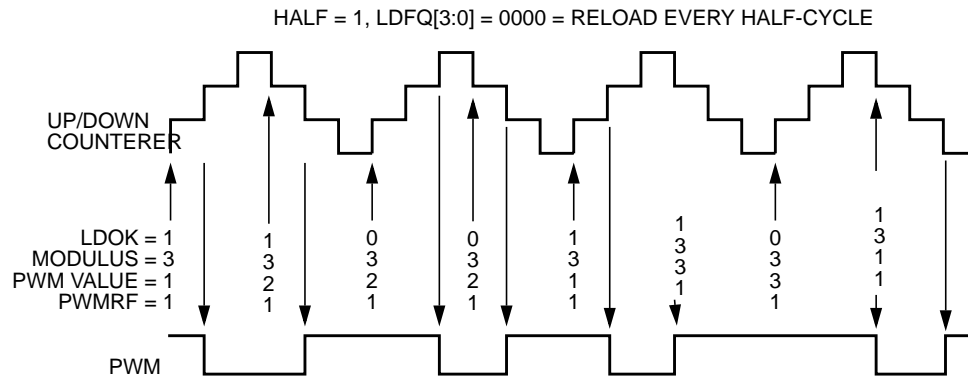 HALF = 1, LDFQ[3:0] = 0000 = RELOAD EVERY HALF-CYCLE
UP/DOWN
COUNTERER
LDOK = 1 1 0 0 1 1 0 1
MODULUS = 3 3 3 3 3 3 3 3
PWM VALUE = 1 2 2 2 1 3 3 1
PWMRF = 1 1 1 1 1 1 1 1
PWM